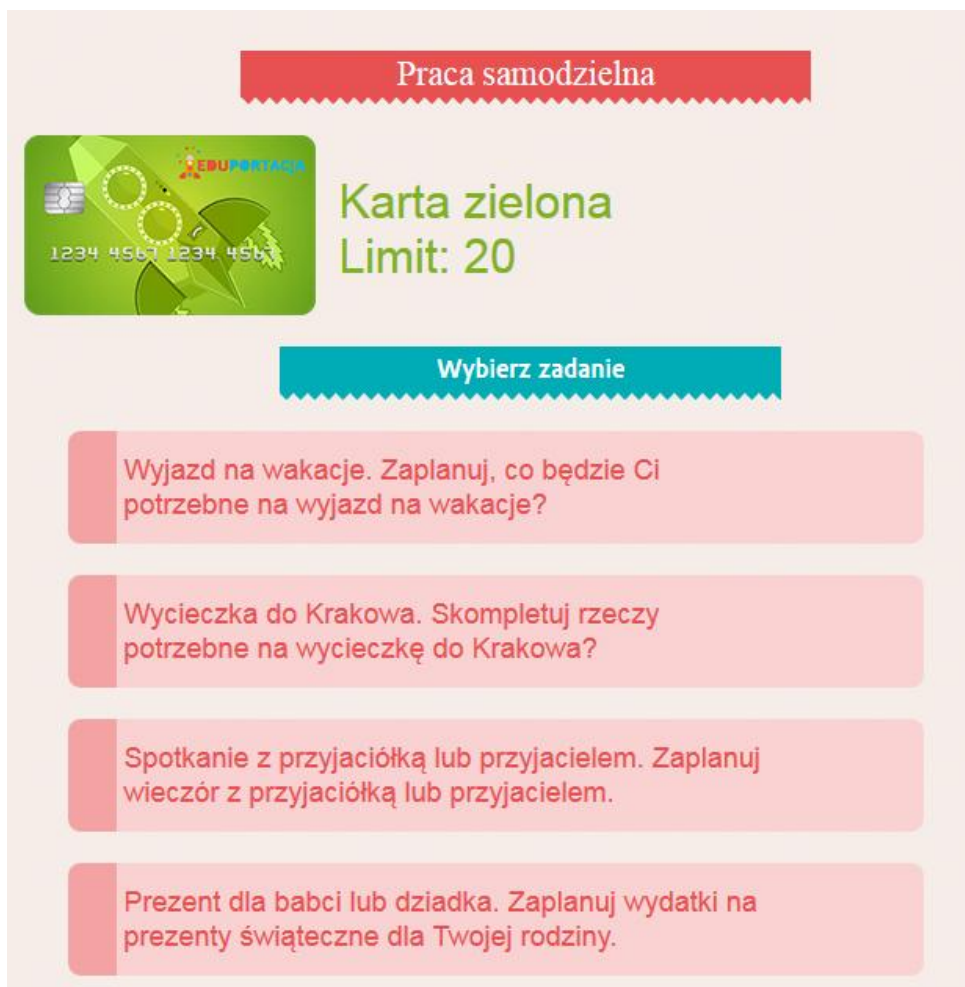 Praca samodzielna
EDUPORTACJA
1234 4567 1234 4567
Karta zielona
Limit: 20
Wybierz zadanie
Wyjazd na wakacje. Zaplanuj, co będzie Ci
potrzebne na wyjazd na wakacje?
Wycieczka do Krakowa. Skompletuj rzeczy
potrzebne na wycieczkę do Krakowa?
Spotkanie z przyjaciółką lub przyjacielem. Zaplanuj
wieczór z przyjaciółką lub przyjacielem.
Prezent dla babci lub dziadka. Zaplanuj wydatki na
prezenty świąteczne dla Twojej rodziny.